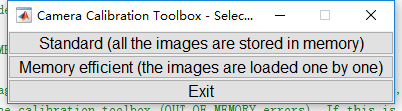 Camera Calibration Toolbox - Selec...
Standard (all the images are stored in memory)
Memory efficient (the images are loaded one by one)
Exit
calibration toolbox (OUT OF MEMORY errors). If this is